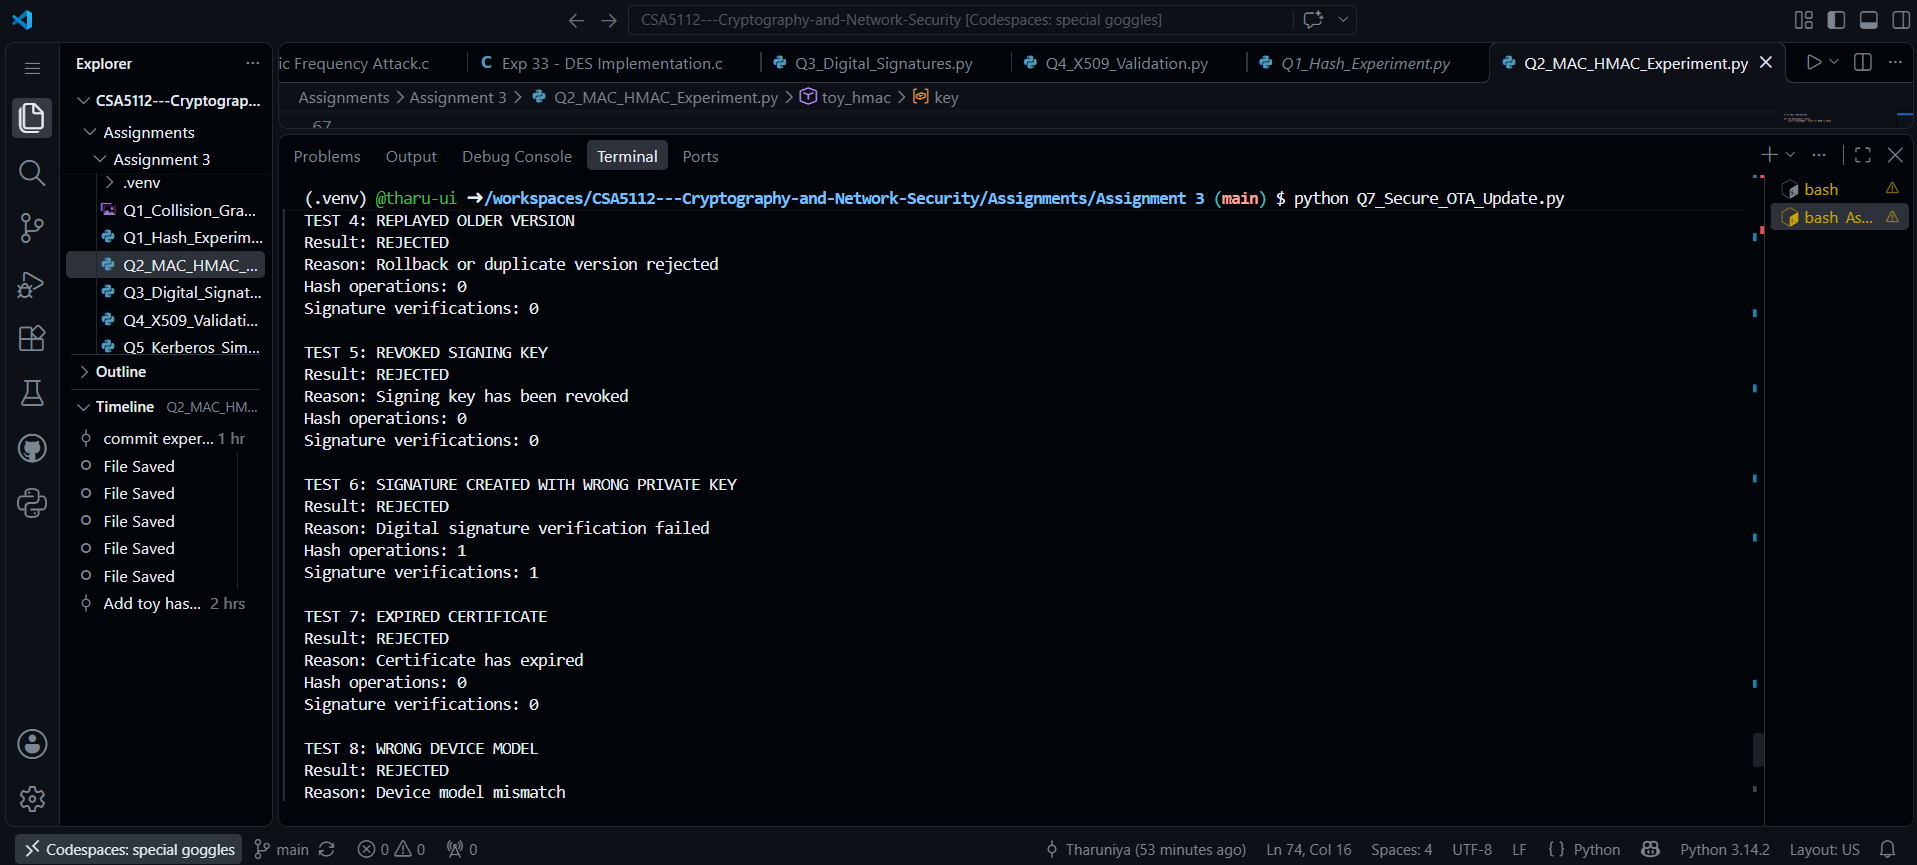 CSA5112---Cryptography-and-Network-Security [Codespaces: special goggles]
Explorer
CSA5112---Cryptograp...
Assignments
Assignment 3
.venv
Q1_Collision_Gra...
Q1_Hash_Experim...
Q2_MAC_HMAC_...
Q3_Digital_Signat...
Q4_X509_Validati...
Q5_Kerberos_Sim...
Outline
Timeline Q2_MAC_HM...
commit exper... 1 hr
File Saved
File Saved
File Saved
File Saved
File Saved
Add toy has... 2 hrs
ic Frequency Attack.c
C Exp 33 - DES Implementation.c
Q3_Digital_Signatures.py
Q4_X509_Validation.py
Q1_Hash_Experiment.py
Q2_MAC_HMAC_Experiment.py
Assignments > Assignment 3 > Q2_MAC_HMAC_Experiment.py > toy_hmac > key
67
Problems Output Debug Console Terminal Ports
(.venv) @tharu-ui ➜/workspaces/CSA5112---Cryptography-and-Network-Security/Assignments/Assignment 3 (main) $ python Q7_Secure_OTA_Update.py
TEST 4: REPLAYED OLDER VERSION
Result: REJECTED
Reason: Rollback or duplicate version rejected
Hash operations: 0
Signature verifications: 0
TEST 5: REVOKED SIGNING KEY
Result: REJECTED
Reason: Signing key has been revoked
Hash operations: 0
Signature verifications: 0
TEST 6: SIGNATURE CREATED WITH WRONG PRIVATE KEY
Result: REJECTED
Reason: Digital signature verification failed
Hash operations: 1
Signature verifications: 1
TEST 7: EXPIRED CERTIFICATE
Result: REJECTED
Reason: Certificate has expired
Hash operations: 0
Signature verifications: 0
TEST 8: WRONG DEVICE MODEL
Result: REJECTED
Reason: Device model mismatch
bash
bash As...
Codespaces: special goggles main 0 0 0 Tharuniya (53 minutes ago) Ln 74, Col 16 Spaces: 4 UTF-8 LF {} Python Python 3.14.2 Layout: US